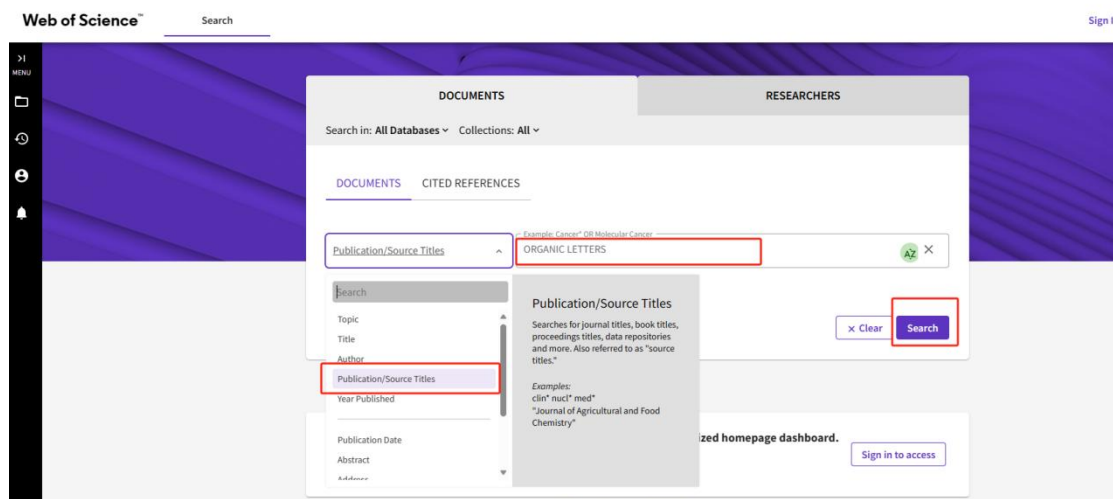 Web of Science™ Search Sign I
MENU
DOCUMENTS RESEARCHERS
Search in: All Databases Collections: All
DOCUMENTS CITED REFERENCES
Example: Cancer* OR Molecular Cancer
Publication/Source Titles ORGANIC LETTERS
Search
Topic
Title
Author
Publication/Source Titles
Year Published
Publication Date
Abstract
Address
Publication/Source Titles
Searches for journal titles, book titles,
proceedings titles, data repositories
and more. Also referred to as "source
titles."
Examples:
clin* nucl* med*
"Journal of Agricultural and Food
Chemistry"
× Clear Search
ized homepage dashboard.
Sign in to access